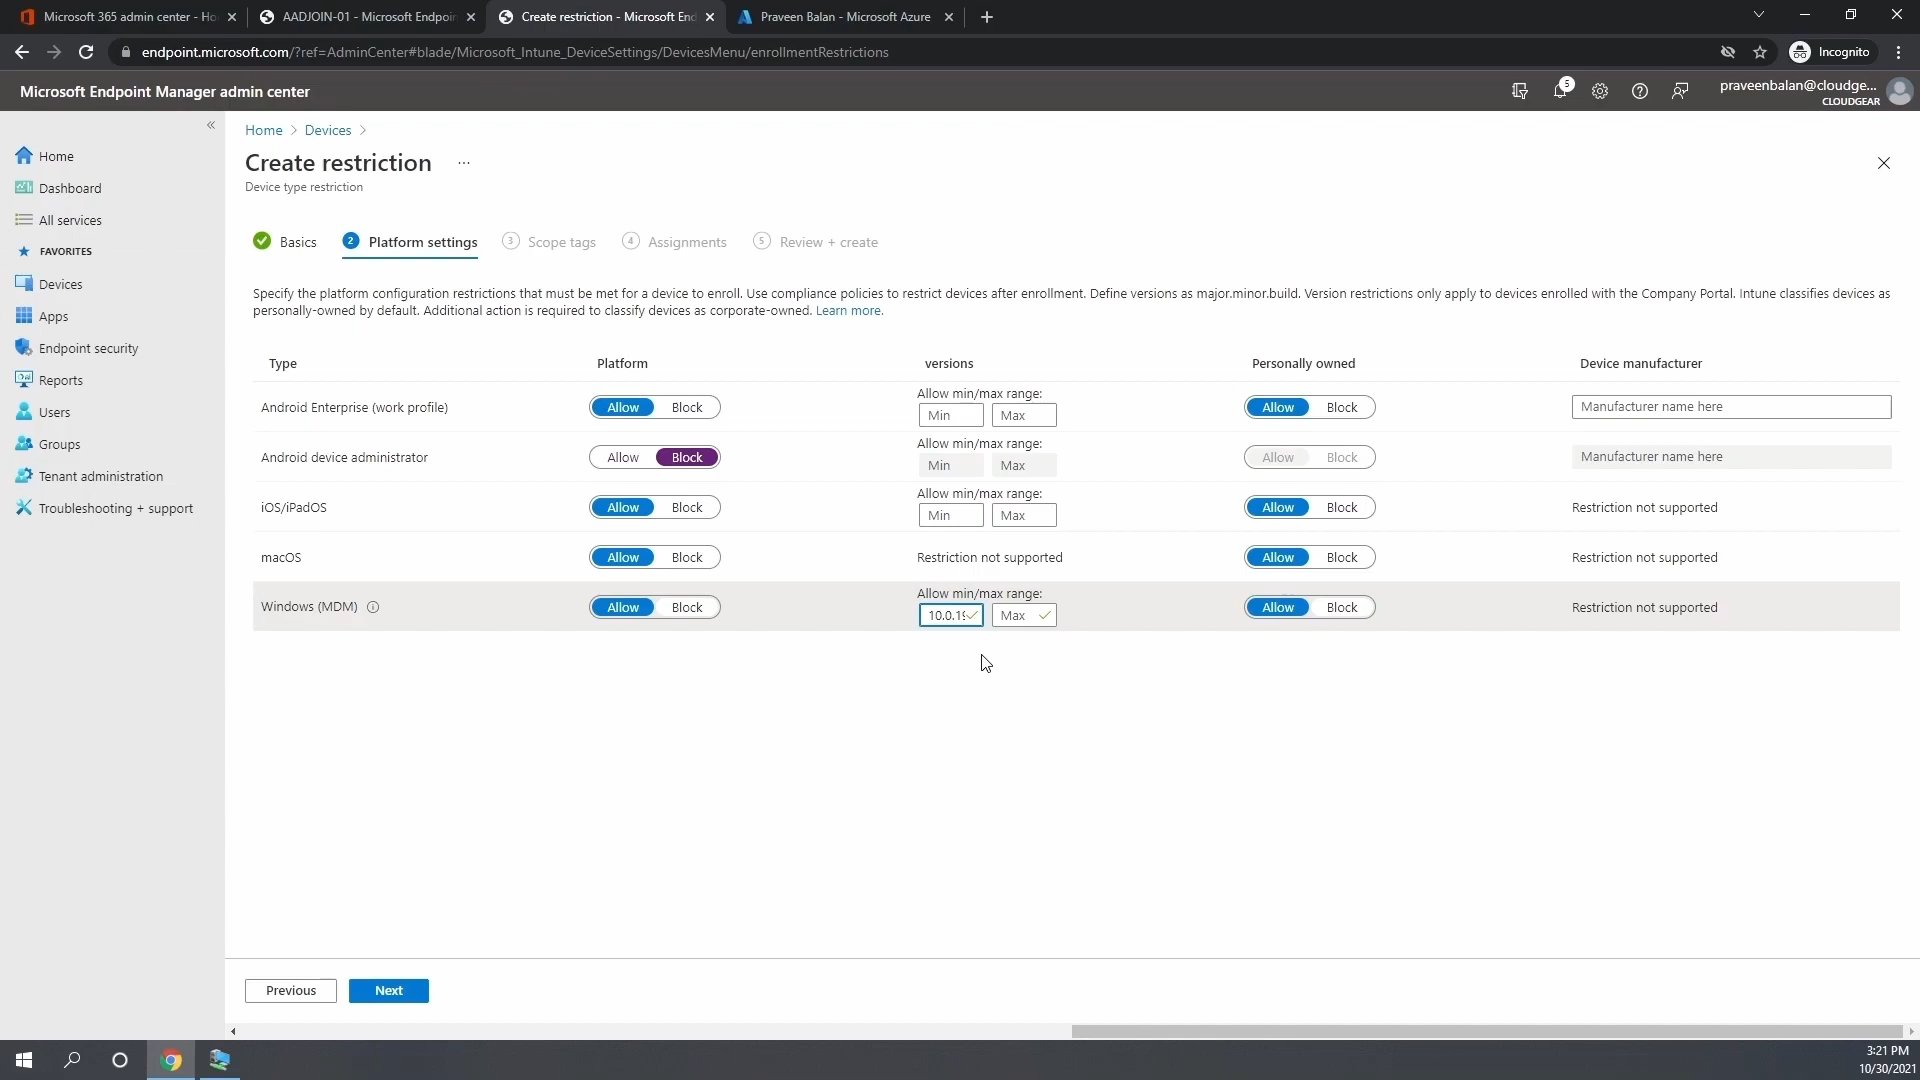 Microsoft 365 admin center - Ho
AADJOIN-01 - Microsoft Endpoin
Create restriction - Microsoft End
Praveen Balan - Microsoft Azure
endpoint.microsoft.com/?ref=AdminCenter#blade/Microsoft_Intune_DeviceSettings/DevicesMenu/enrollmentRestrictions
Incognito
Microsoft Endpoint Manager admin center
5
praveenbalan@cloudge...
CLOUDGEAR
Home
Dashboard
All services
FAVORITES
Devices
Apps
Endpoint security
Reports
Users
Groups
Tenant administration
Troubleshooting + support
Home > Devices >
Create restriction ...
Device type restriction
Basics
2 Platform settings
3 Scope tags
4 Assignments
5 Review + create
Specify the platform configuration restrictions that must be met for a device to enroll. Use compliance policies to restrict devices after enrollment. Define versions as major.minor.build. Version restrictions only apply to devices enrolled with the Company Portal. Intune classifies devices as
personally-owned by default. Additional action is required to classify devices as corporate-owned. Learn more.
Type Platform versions Personally owned Device manufacturer
Allow min/max range:
Android Enterprise (work profile) Allow Block Min Max Allow Block Manufacturer name here
Allow min/max range:
Android device administrator Allow Block Min Max Allow Block Manufacturer name here
Allow min/max range:
iOS/iPadOS Allow Block Min Max Allow Block Restriction not supported
macOS Allow Block Restriction not supported Allow Block Restriction not supported
Allow min/max range:
Windows (MDM) Allow Block 10.0.19 Max Allow Block Restriction not supported
Previous
Next
3:21 PM
10/30/2021